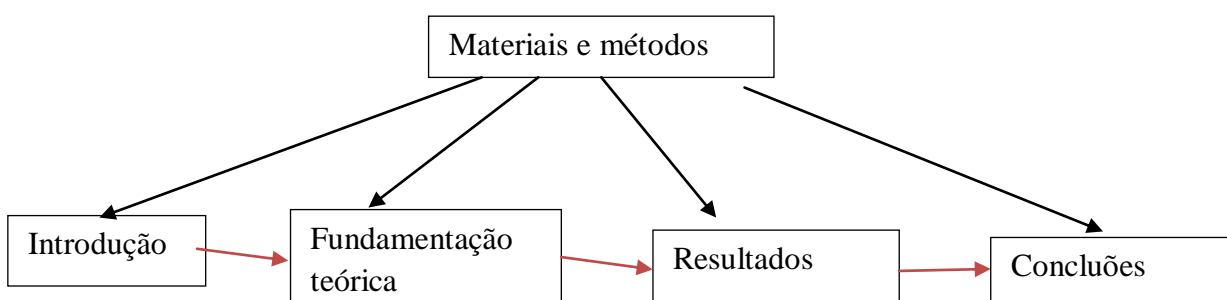 Materiais e métodos
Introdução
Fundamentação
teórica
Resultados
Concluões